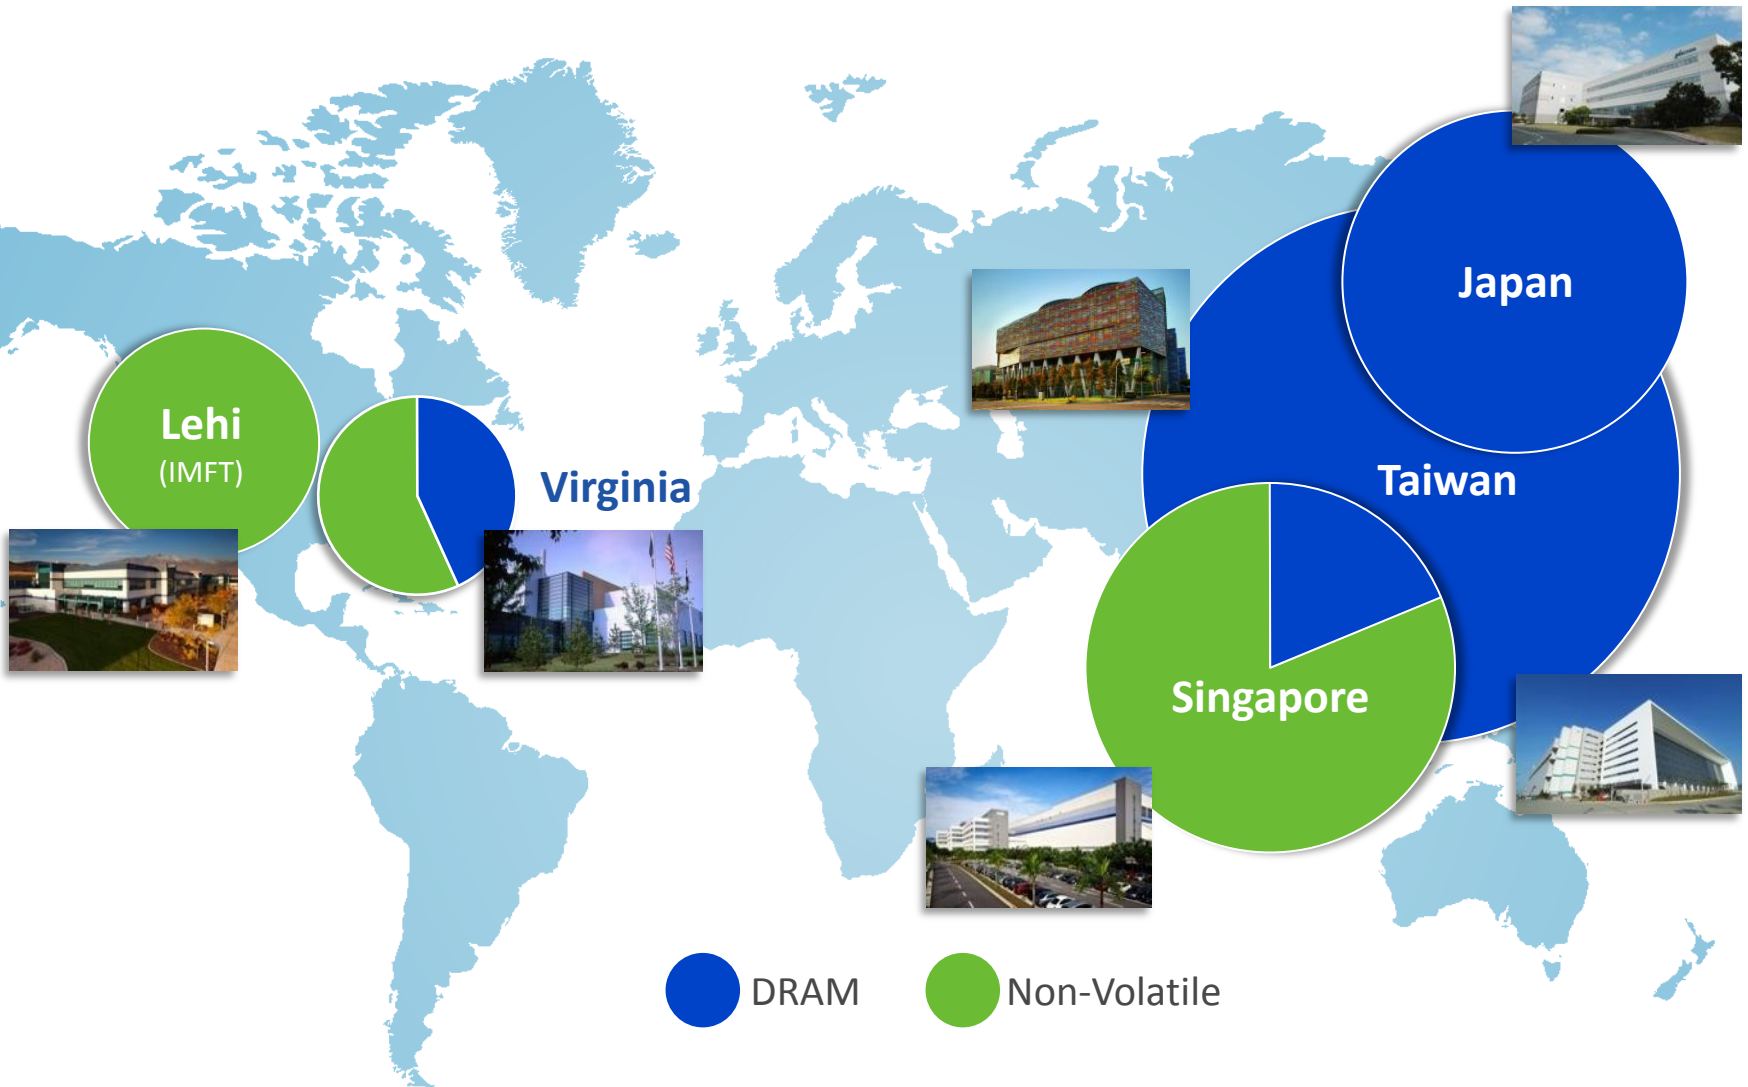 Japan
Lehi
(IMFT)
Virginia
Taiwan
Singapore
DRAM
Non-Volatile